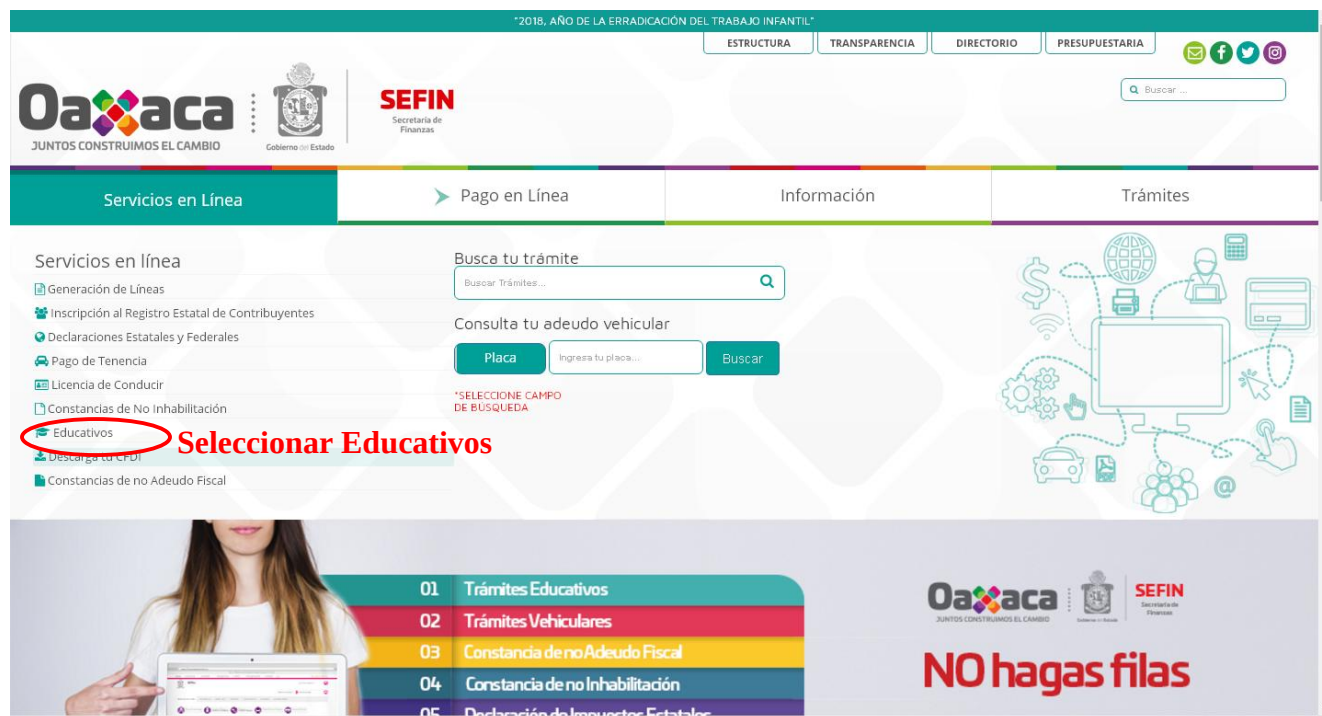 "2018, AÑO DE LA ERRADICACIÓN DEL TRABAJO INFANTIL"
ESTRUCTURA TRANSPARENCIA DIRECTORIO PRESUPUESTARIA
Buscar ...
Oaxaca
JUNTOS CONSTRUIMOS EL CAMBIO
Gobierno del Estado
SEFIN
Secretaría de
Finanzas
Servicios en Línea Pago en Línea Información Trámites
Servicios en línea
Generación de Líneas
Inscripción al Registro Estatal de Contribuyentes
Declaraciones Estatales y Federales
Pago de Tenencia
Licencia de Conducir
Constancias de No Inhabilitación
Educativos
Seleccionar Educativos
Descarga tu CFDI
Constancias de no Adeudo Fiscal
Busca tu trámite
Buscar Trámites...
Consulta tu adeudo vehicular
Placa Ingresa tu placa... Buscar
*SELECCIONE CAMPO
DE BÚSQUEDA
01 Trámites Educativos
02 Trámites Vehiculares
03 Constancia de no Adeudo Fiscal
04 Constancia de no Inhabilitación
05 Declaración de Impuestos Estatales
Oaxaca
JUNTOS CONSTRUIMOS EL CAMBIO
SEFIN
Secretaría de
Finanzas
NO hagas filas